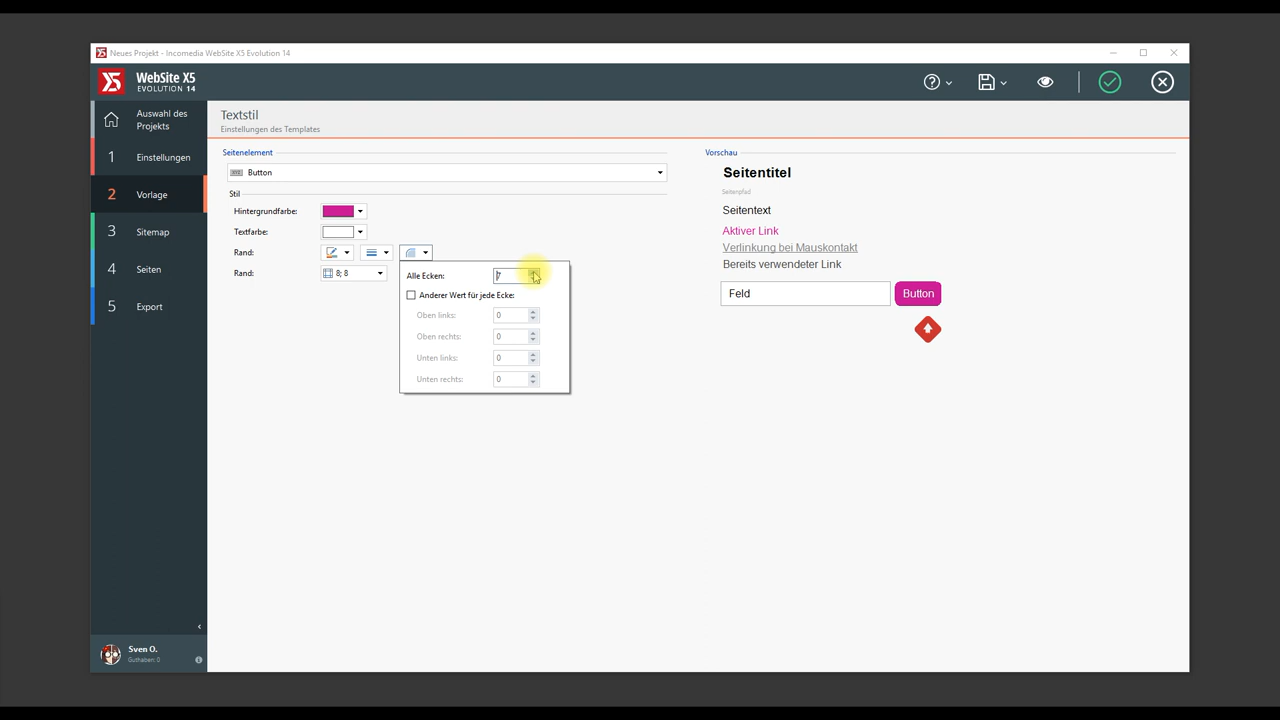 Neues Projekt - Incomedia WebSite X5 Evolution 14
WebSite X5
EVOLUTION 14
Auswahl des
Projekts
1 Einstellungen
2 Vorlage
3 Sitemap
4 Seiten
5 Export
Sven O.
Guthaben: 0
Textstil
Einstellungen des Templates
Seitenelement
Button
Stil
Hintergrundfarbe:
Textfarbe:
Rand:
Rand: 8; 8
Alle Ecken: 7
Anderer Wert für jede Ecke:
Oben links: 0
Oben rechts: 0
Unten links: 0
Unten rechts: 0
Vorschau
Seitentitel
Seitenpfad
Seitentext
Aktiver Link
Verlinkung bei Mauskontakt
Bereits verwendeter Link
Feld Button